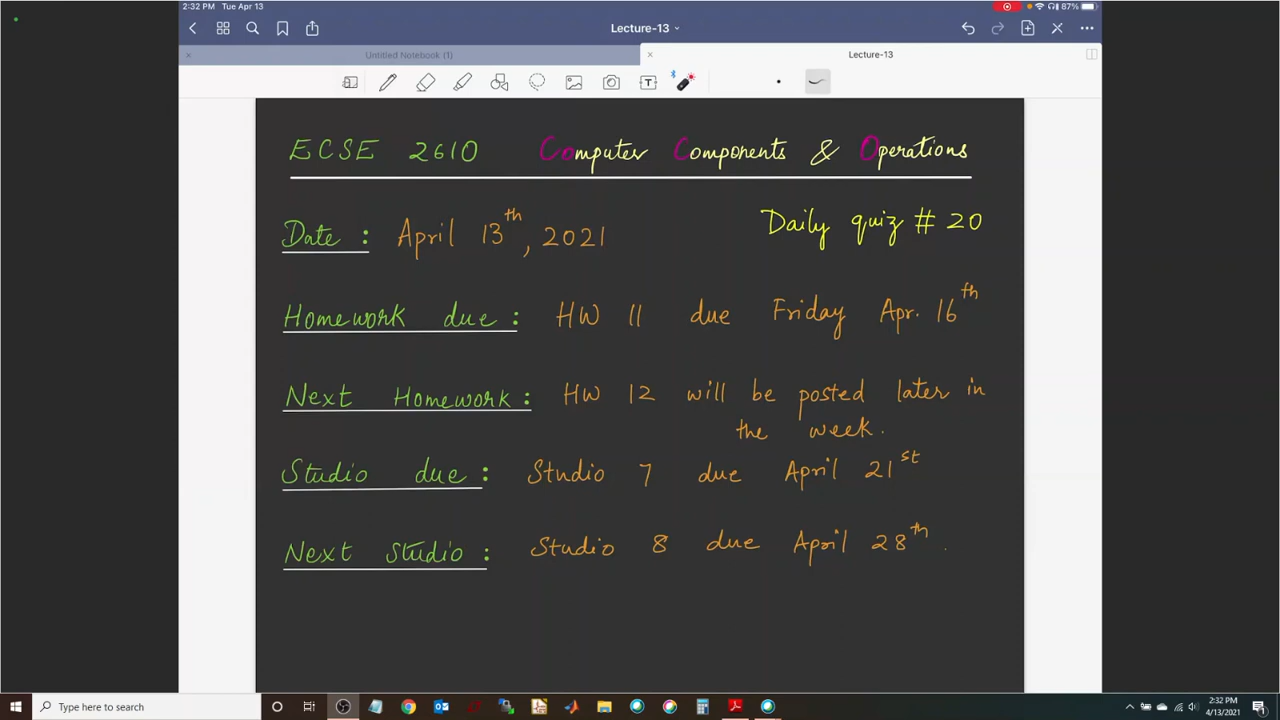 2:32 PM Tue Apr 13 87%
Lecture-13
Untitled Notebook (1) Lecture-13
ECSE 2610 Computer Components & Operations
Date : April 13th, 2021 Daily quiz # 20
Homework due : HW 11 due Friday Apr. 16th
Next Homework : HW 12 will be posted later in
the week.
Studio due : Studio 7 due April 21st
Next Studio : Studio 8 due April 28th.
Type here to search
2:32 PM
4/13/2021